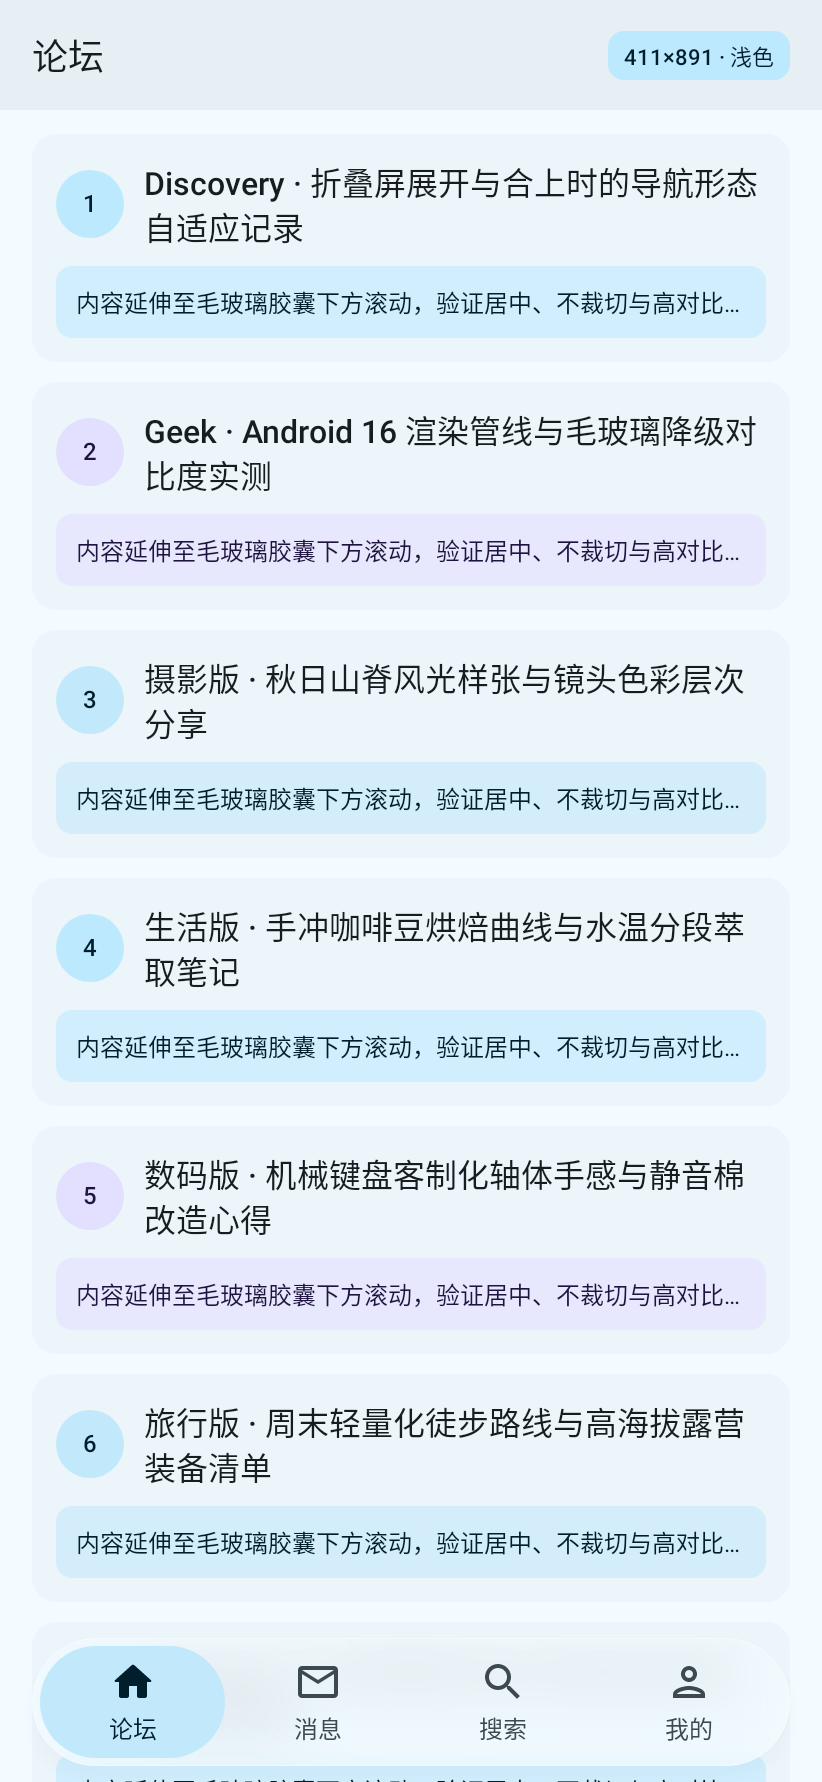 论坛
411×891 · 浅色
1
Discovery · 折叠屏展开与合上时的导航形态
自适应记录
内容延伸至毛玻璃胶囊下方滚动，验证居中、不裁切与高对比…
2
Geek · Android 16 渲染管线与毛玻璃降级对
比度实测
内容延伸至毛玻璃胶囊下方滚动，验证居中、不裁切与高对比…
3
摄影版 · 秋日山脊风光样张与镜头色彩层次
分享
内容延伸至毛玻璃胶囊下方滚动，验证居中、不裁切与高对比…
4
生活版 · 手冲咖啡豆烘焙曲线与水温分段萃
取笔记
内容延伸至毛玻璃胶囊下方滚动，验证居中、不裁切与高对比…
5
数码版 · 机械键盘客制化轴体手感与静音棉
改造心得
内容延伸至毛玻璃胶囊下方滚动，验证居中、不裁切与高对比…
6
旅行版 · 周末轻量化徒步路线与高海拔露营
装备清单
内容延伸至毛玻璃胶囊下方滚动，验证居中、不裁切与高对比…
论坛
消息
搜索
我的